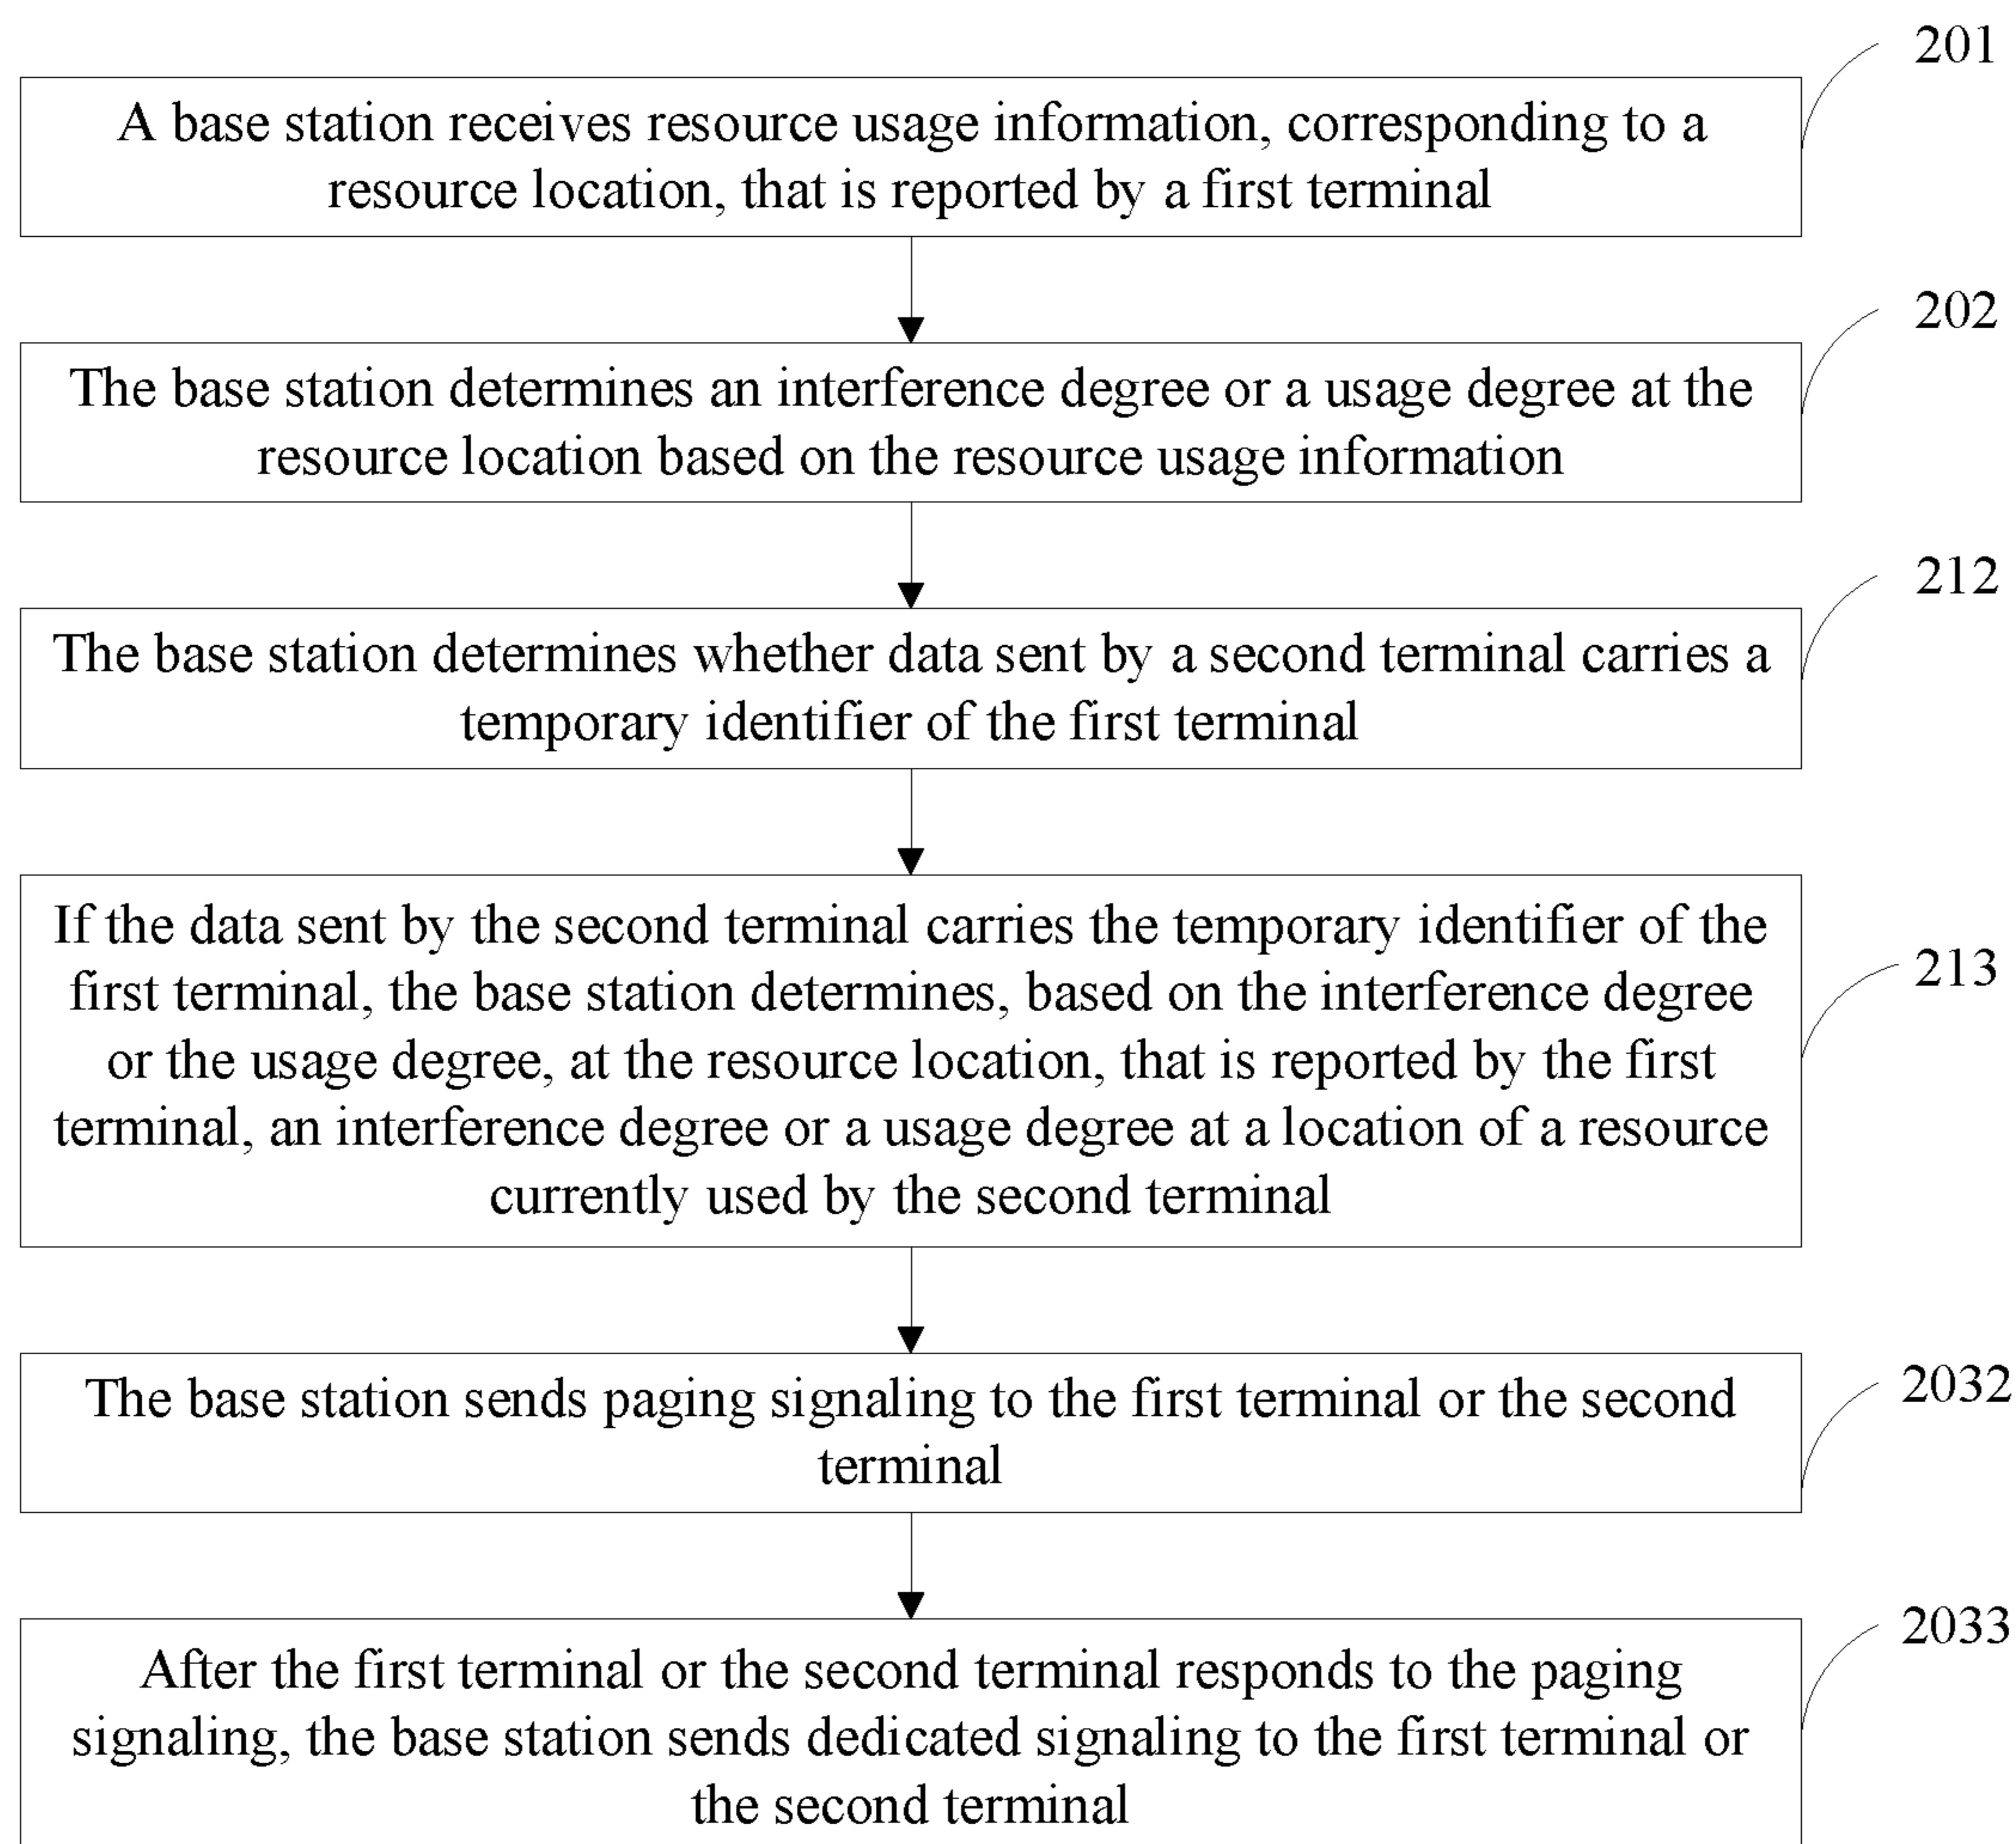 201
A base station receives resource usage information, corresponding to a
resource location, that is reported by a first terminal
202
The base station determines an interference degree or a usage degree at the
resource location based on the resource usage information
212
The base station determines whether data sent by a second terminal carries a
temporary identifier of the first terminal
If the data sent by the second terminal carries the temporary identifier of the
first terminal, the base station determines, based on the interference degree
213
or the usage degree, at the resource location, that is reported by the first
terminal, an interference degree or a usage degree at a location of a resource
currently used by the second terminal
2032
The base station sends paging signaling to the first terminal or the second
terminal
2033
After the first terminal or the second terminal responds to the paging
signaling, the base station sends dedicated signaling to the first terminal or
the second terminal